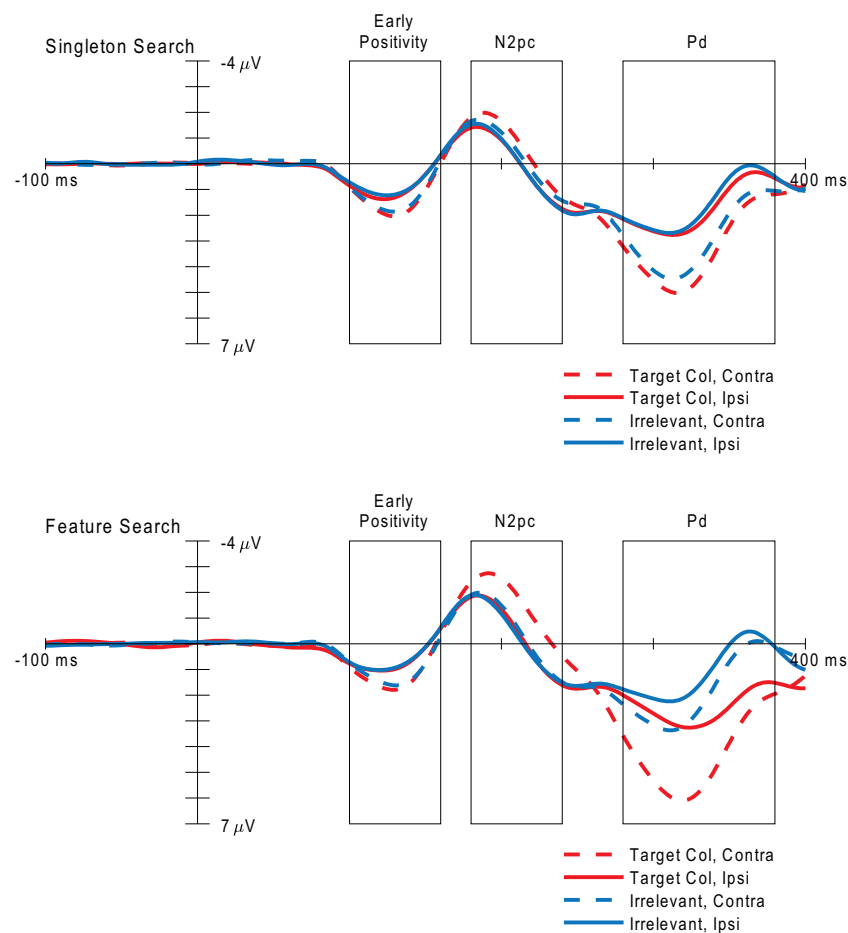 Early
Singleton Search Positivity N2pc Pd
-4 μV
-100 ms 400 ms
7 μV
Target Col, Contra
Target Col, Ipsi
Irrelevant, Contra
Irrelevant, Ipsi
Early
Feature Search Positivity N2pc Pd
-4 μV
-100 ms 400 ms
7 μV
Target Col, Contra
Target Col, Ipsi
Irrelevant, Contra
Irrelevant, Ipsi